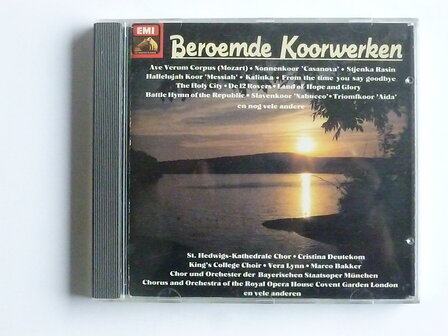 EMI
Beroemde Koorwerken
Ave Verum Corpus (Mozart) • Nonnenkoor 'Casanova' • Stjenka Rasin
Hallelujah Koor 'Messiah' • Kalinka • From the time you say goodbye
The Holy City • De 12 Rovers • Land of Hope and Glory
Battle Hymn of the Republic • Slavenkoor 'Nabucco' • Triomfkoor 'Aida'
en nog vele andere
St. Hedwigs-Kathedrale Chor • Cristina Deutekom
King's College Choir • Vera Lynn • Marco Bakker
Chor und Orchester der Bayerischen Staatsoper München
Chorus and Orchestra of the Royal Opera House Covent Garden London
en vele anderen